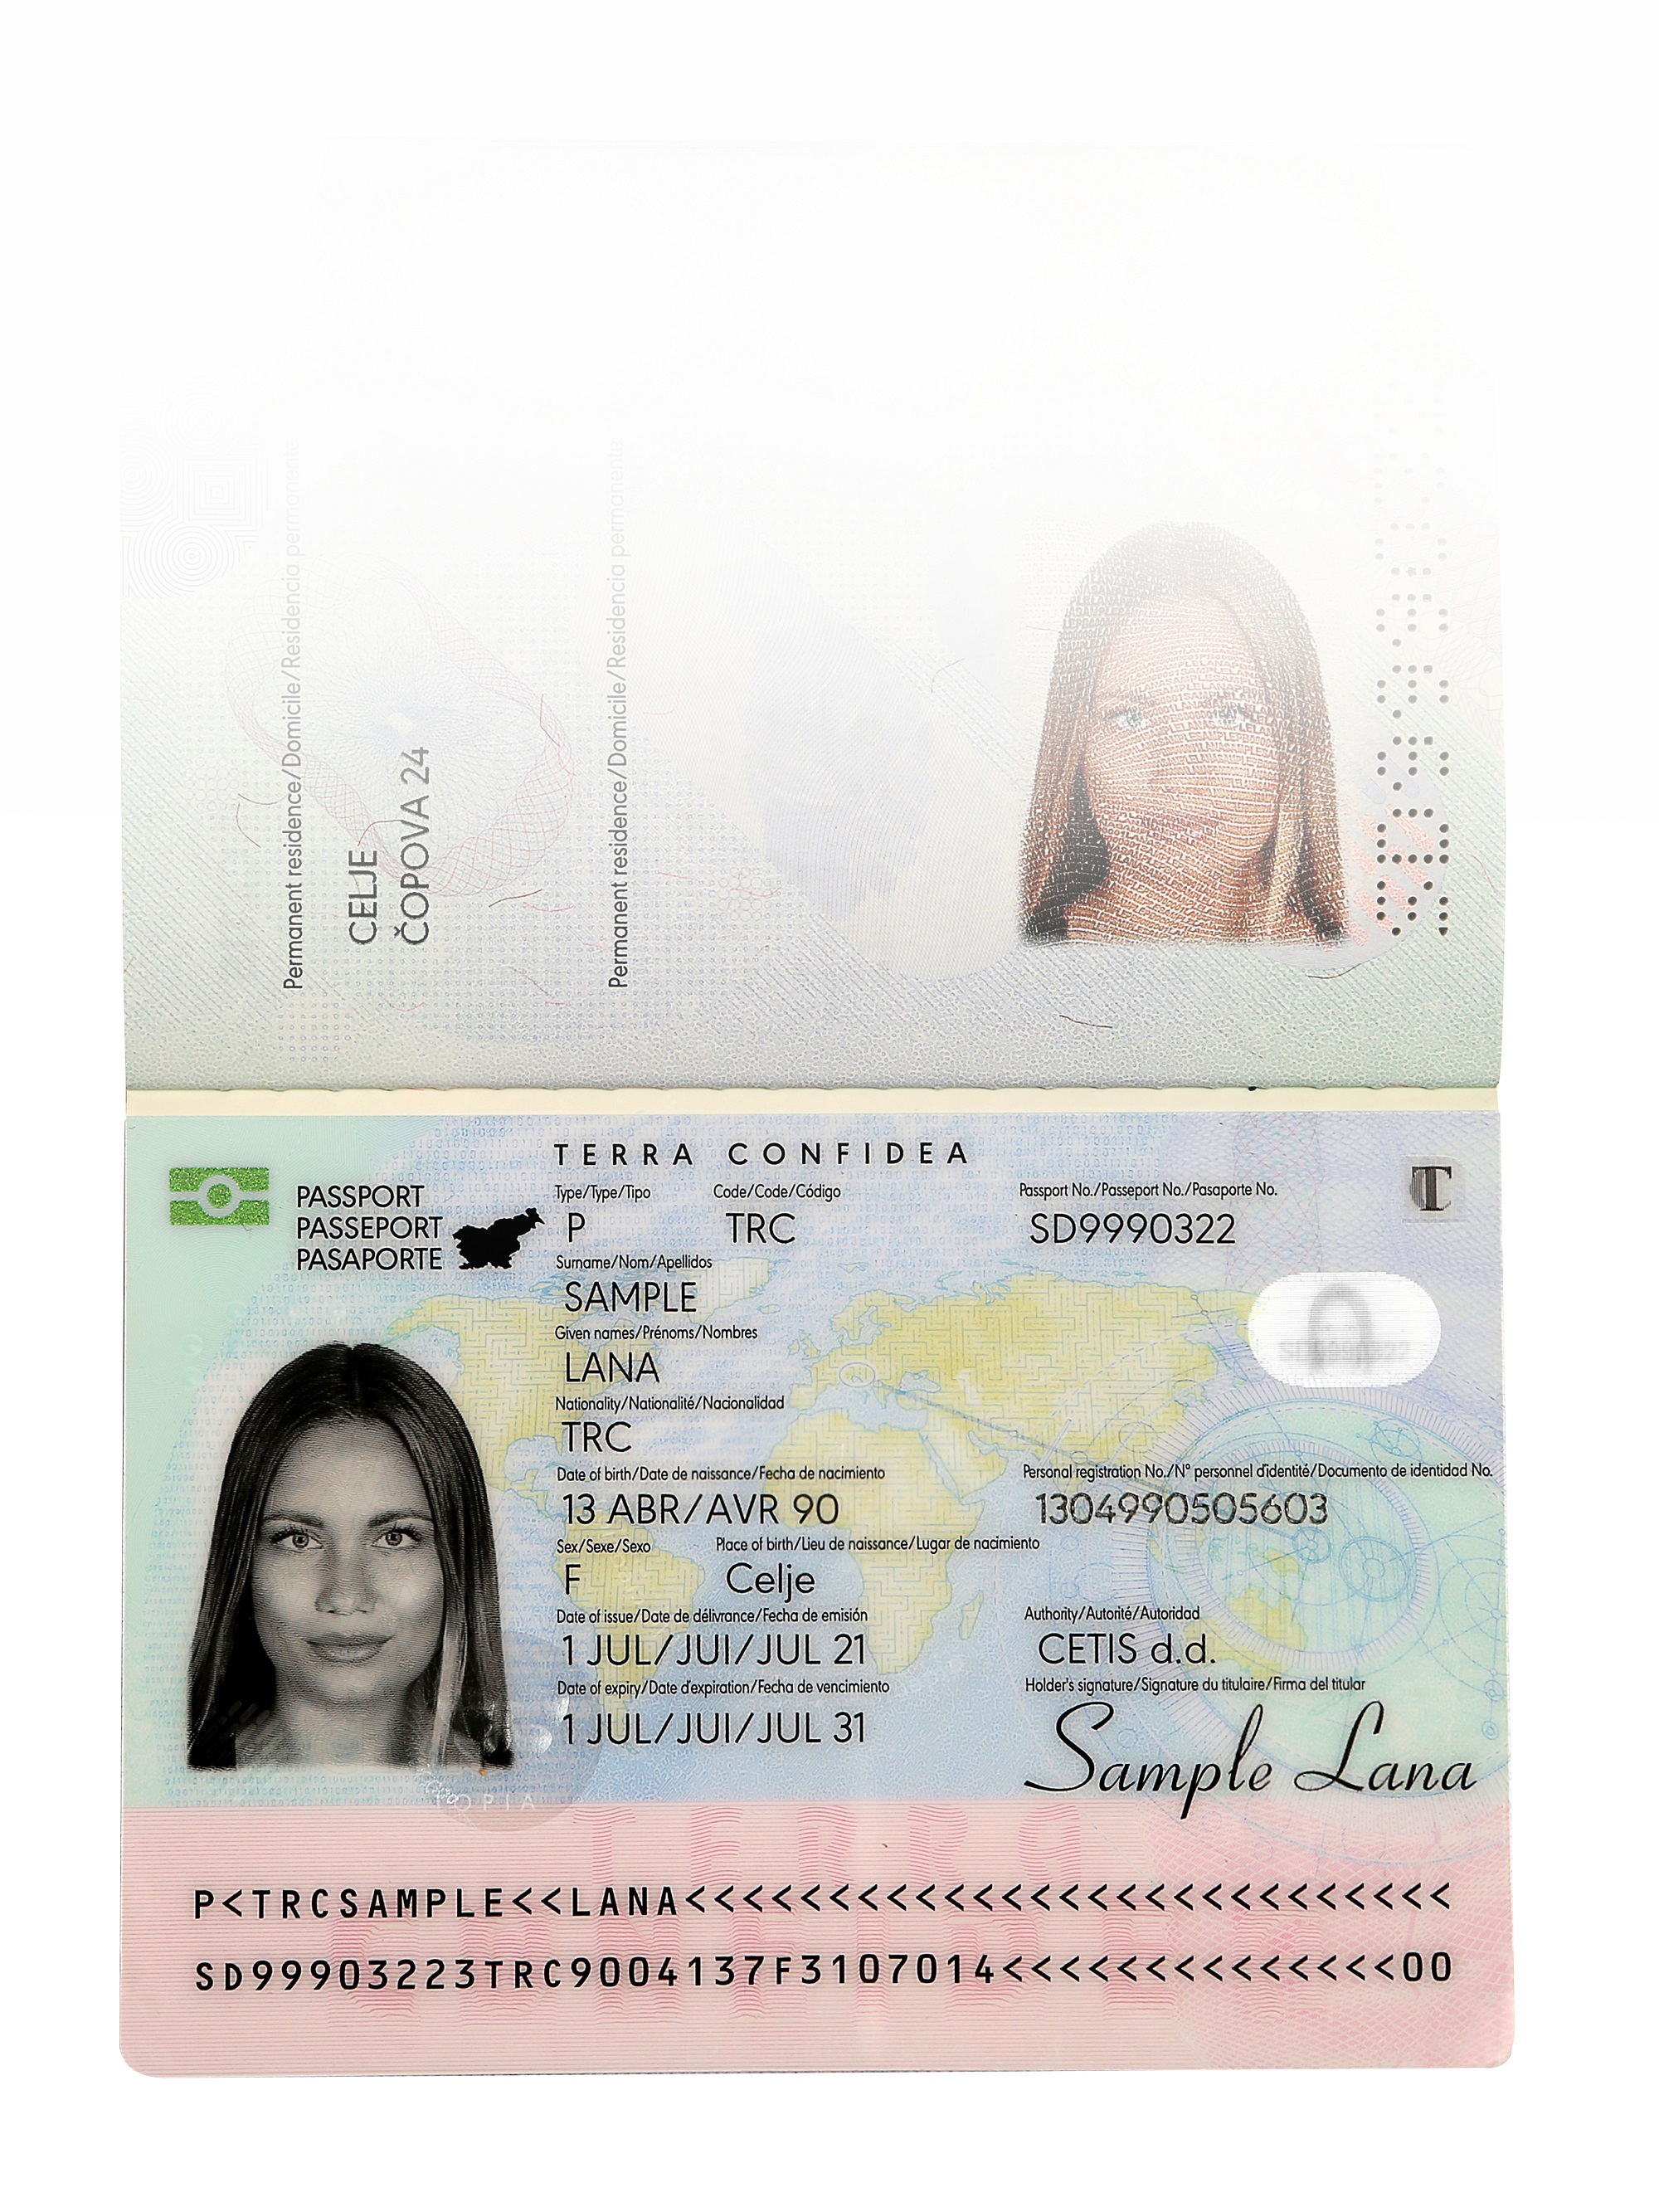 Permanent residence/Domicile/Residencia permanente
CELJE
ČOPOVA 24
Permanent residence/Domicile/Residencia permanente
TERRA CONFIDEA
PASSPORT
PASSEPORT
PASAPORTE
Type/Type/Tipo
P
Code/Code/Código
TRC
Passport No./Passeport No./Pasaporte No.
SD9990322
T
Surname/Nom/Apellidos
SAMPLE
Given names/Prénoms/Nombres
LANA
Nationality/Nationalité/Nacionalidad
TRC
Date of birth/Date de naissance/Fecha de nacimiento
13 ABR/AVR 90
Personal registration No./N° personnel d'identité/Documento de identidad No.
1304990505603
Sex/Sexe/Sexo
F
Place of birth/Lieu de naissance/Lugar de nacimiento
Celje
Date of issue/Date de délivrance/Fecha de emisión
1 JUL/JUI/JUL 21
Authority/Autorité/Autoridad
CETIS d.d.
Date of expiry/Date d'expiration/Fecha de vencimiento
1 JUL/JUI/JUL 31
Holder's signature/Signature du titulaire/Firma del titular
Sample Lana
TERRA
CONFIDEA
P<TRCSAMPLE<<LANA<<<<<<<<<<<<<<<<<<<<<<<<<<<
SD99903223TRC9004137F3107014<<<<<<<<<<<<<<00